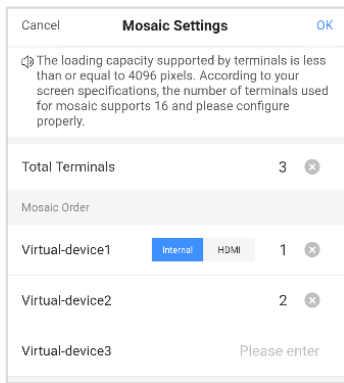 Cancel Mosaic Settings OK
The loading capacity supported by terminals is less
than or equal to 4096 pixels. According to your
screen specifications, the number of terminals used
for mosaic supports 16 and please configure
properly.
Total Terminals 3
Mosaic Order
Virtual-device1 Internal HDMI 1
Virtual-device2 2
Virtual-device3 Please enter